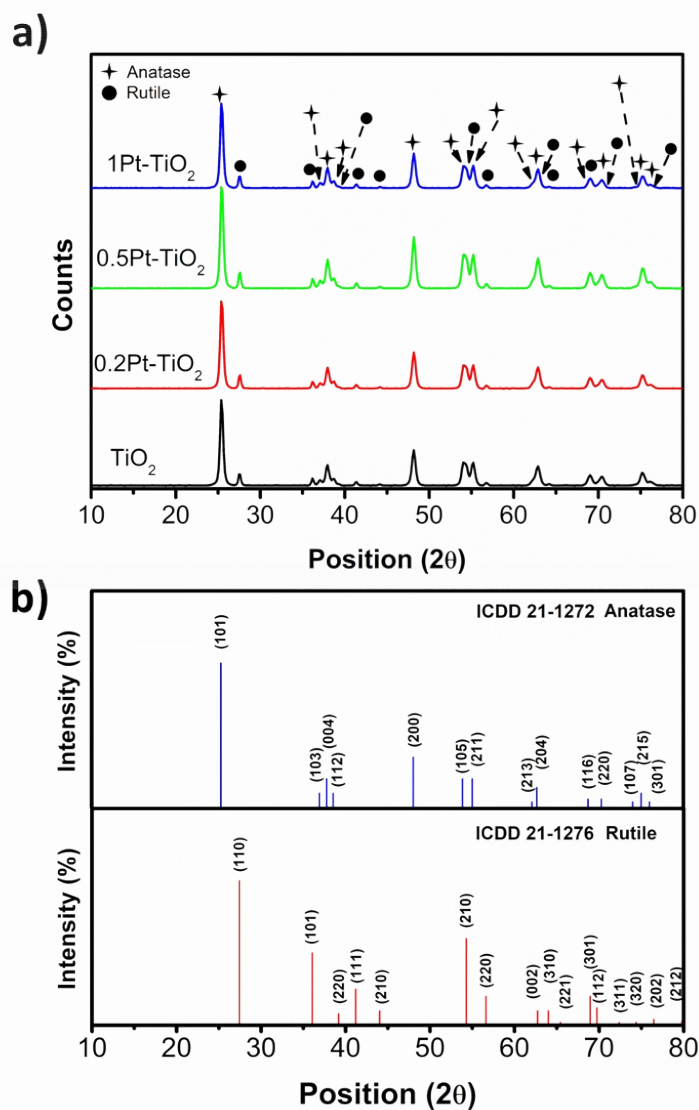 a)
Anatase
Rutile
1Pt-TiO2
0.5Pt-TiO2
0.2Pt-TiO2
TiO2
Counts
10 20 30 40 50 60 70 80
Position (2θ)
b)
ICDD 21-1272 Anatase
(101)
(103)
(004)
(112)
(200)
(105)
(211)
(213)
(204)
(116)
(220)
(107)
(215)
(301)
Intensity (%)
ICDD 21-1276 Rutile
(110)
(101)
(220)
(111)
(210)
(210)
(220)
(002)
(310)
(221)
(301)
(112)
(311)
(320)
(202)
(212)
Intensity (%)
10 20 30 40 50 60 70 80
Position (2θ)